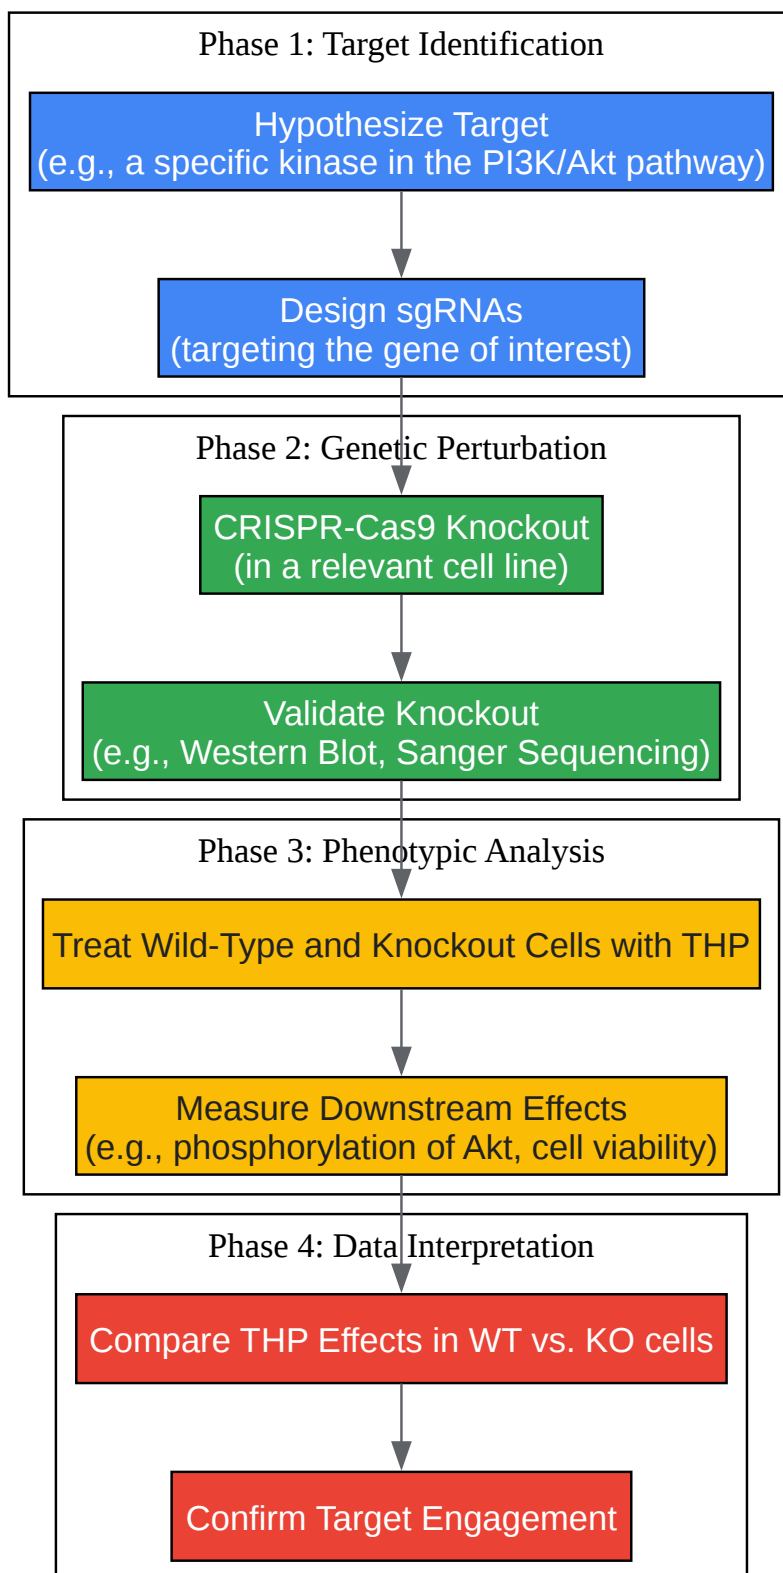 Phase 1: Target Identification
Hypothesize Target
(e.g., a specific kinase in the PI3K/Akt pathway)
Design sgRNAs
(targeting the gene of interest)
Phase 2: Genetic Perturbation
CRISPR-Cas9 Knockout
(in a relevant cell line)
Validate Knockout
(e.g., Western Blot, Sanger Sequencing)
Phase 3: Phenotypic Analysis
Treat Wild-Type and Knockout Cells with THP
Measure Downstream Effects
(e.g., phosphorylation of Akt, cell viability)
Phase 4: Data Interpretation
Compare THP Effects in WT vs. KO cells
Confirm Target Engagement